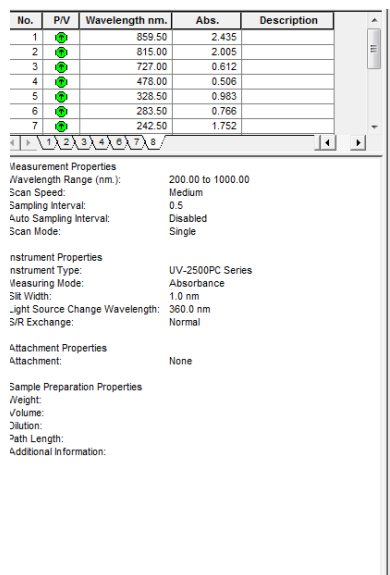 No. P/V Wavelength nm. Abs. Description
1 859.50 2.435
2 815.00 2.005
3 727.00 0.612
4 478.00 0.506
5 328.50 0.983
6 283.50 0.766
7 242.50 1.752
1 2 3 4 6 7 8
Measurement Properties
Wavelength Range (nm.): 200.00 to 1000.00
Scan Speed: Medium
Sampling Interval: 0.5
Auto Sampling Interval: Disabled
Scan Mode: Single
Instrument Properties
Instrument Type: UV-2500PC Series
Measuring Mode: Absorbance
Slit Width: 1.0 nm
Light Source Change Wavelength: 360.0 nm
S/R Exchange: Normal
Attachment Properties
Attachment: None
Sample Preparation Properties
Weight:
Volume:
Dilution:
Path Length:
Additional Information: